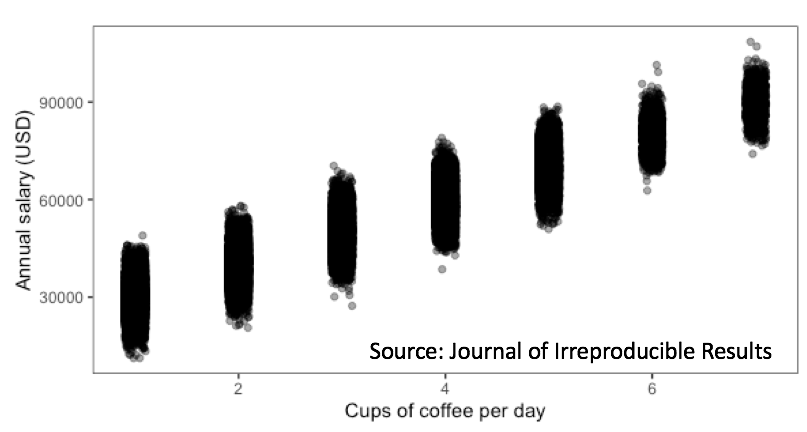 Annual salary (USD)
90000
60000
30000
Source: Journal of Irreproducible Results
2 4 6
Cups of coffee per day